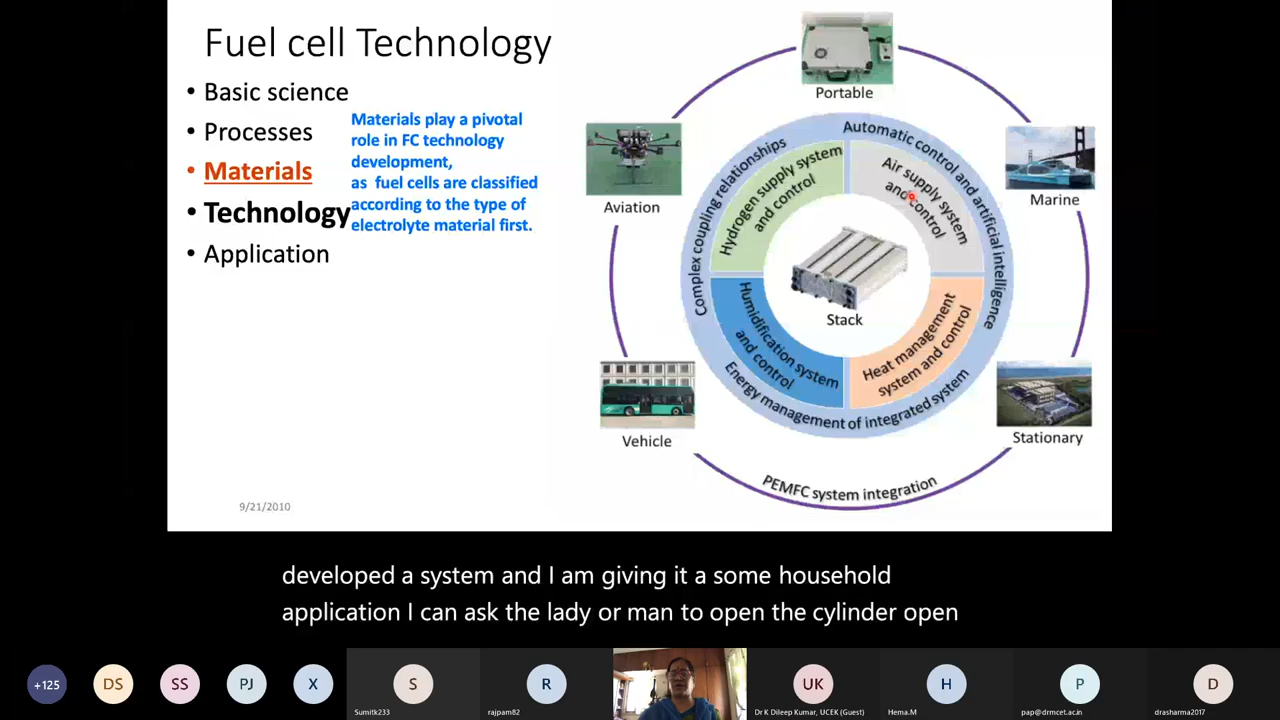 Fuel cell Technology
• Basic science
• Processes
• Materials
• Technology
• Application
Materials play a pivotal
role in FC technology
development,
as fuel cells are classified
according to the type of
electrolyte material first.
Portable
Aviation
Marine
Vehicle
Stationary
Complex coupling relationships
Automatic control and artificial intelligence
Energy management of integrated system
Hydrogen supply system
and control
Air supply system
and control
Humidification system
and control
Heat management
system and control
Stack
PEMFC system integration
9/21/2010
developed a system and I am giving it a some household
application I can ask the lady or man to open the cylinder open
+125
DS
SS
PJ
X
S
Sumitk233
R
rajpam82
UK
Dr K Dileep Kumar, UCEK (Guest)
H
Hema.M
P
pap@drmcet.ac.in
D
drasharma2017